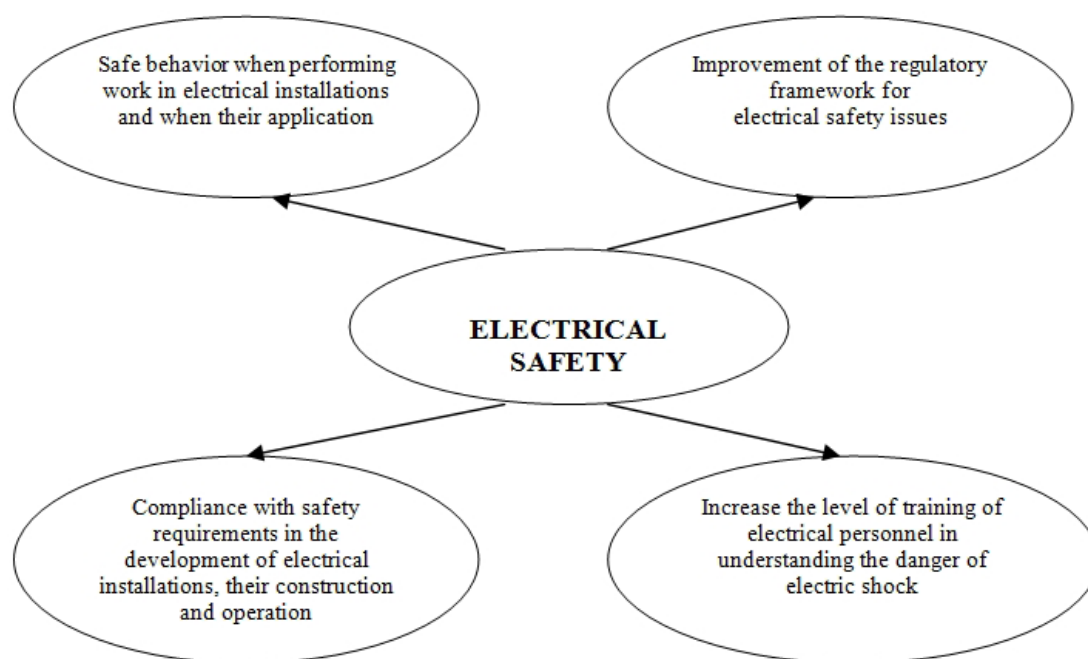 Safe behavior when performing
work in electrical installations
and when their application
Improvement of the regulatory
framework for
electrical safety issues
ELECTRICAL
SAFETY
Compliance with safety
requirements in the
development of electrical
installations, their construction
and operation
Increase the level of training of
electrical personnel in
understanding the danger of
electric shock